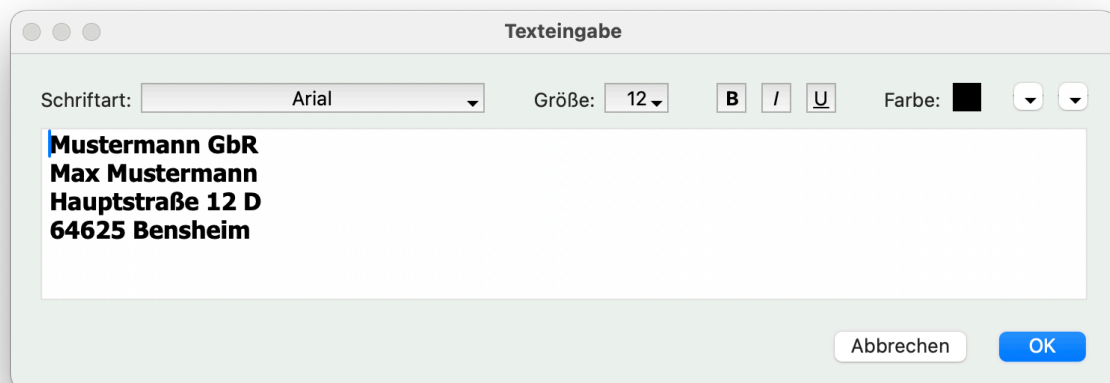 Texteingabe
Schriftart: Arial Größe: 12 B I U Farbe:
Mustermann GbR
Max Mustermann
Hauptstraße 12 D
64625 Bensheim
Abbrechen OK